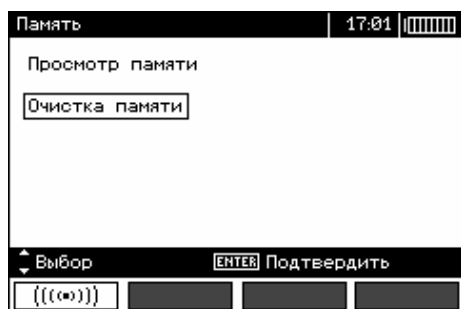 Память 17:01
Просмотр памяти
Очистка памяти
Выбор ENTER Подтвердить